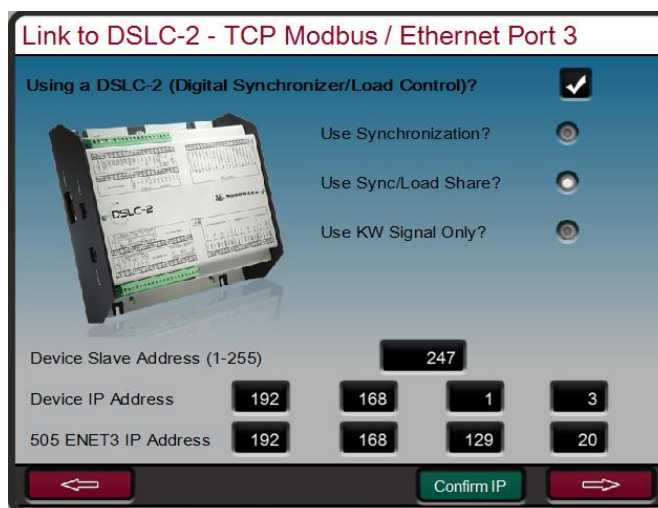 Link to DSLC-2 - TCP Modbus / Ethernet Port 3
Using a DSLC-2 (Digital Synchronizer/Load Control)?
Use Synchronization?
Use Sync/Load Share?
DSLC-2
WOODWARD
Use KW Signal Only?
Device Slave Address (1-255) 247
Device IP Address 192 168 1 3
505 ENET3 IP Address 192 168 129 20
Confirm IP